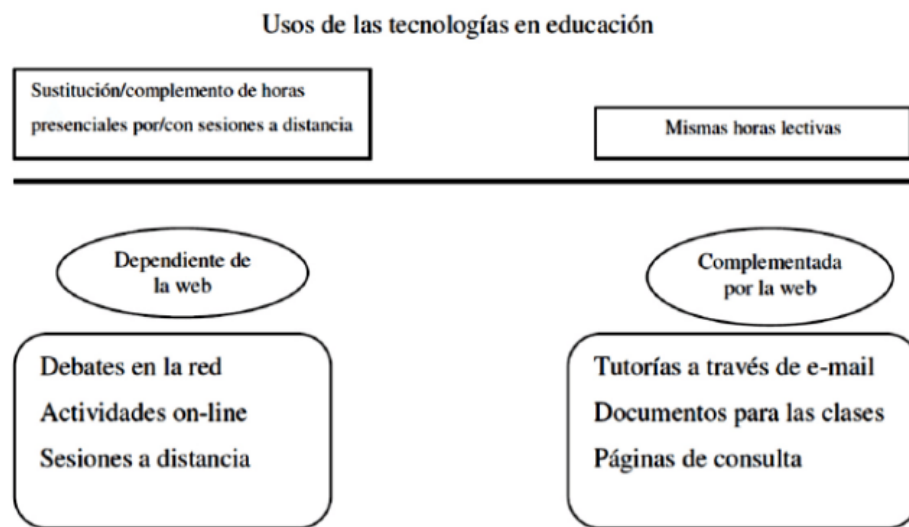 Usos de las tecnologías en educación
Sustitución/complemento de horas
presenciales por/con sesiones a distancia
Mismas horas lectivas
Dependiente de
la web
Complementada
por la web
Debates en la red
Actividades on-line
Sesiones a distancia
Tutorías a través de e-mail
Documentos para las clases
Páginas de consulta